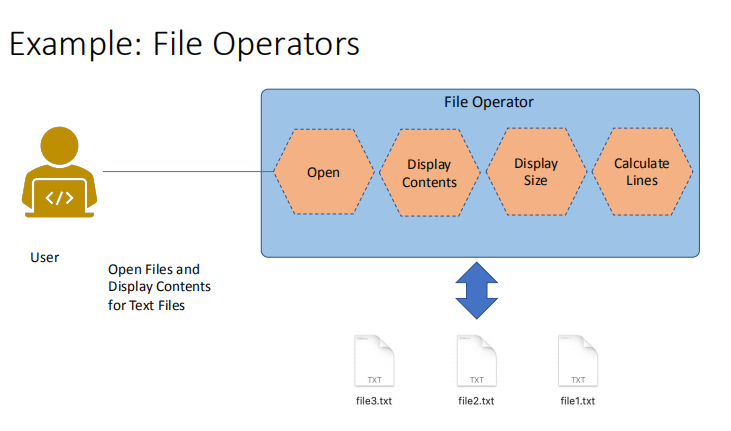 Example: File Operators
File Operator
Open
Display
Contents
Display
Size
Calculate
Lines
</>
User
Open Files and
Display Contents
for Text Files
TXT
TXT
TXT
file3.txt
file2.txt
file1.txt